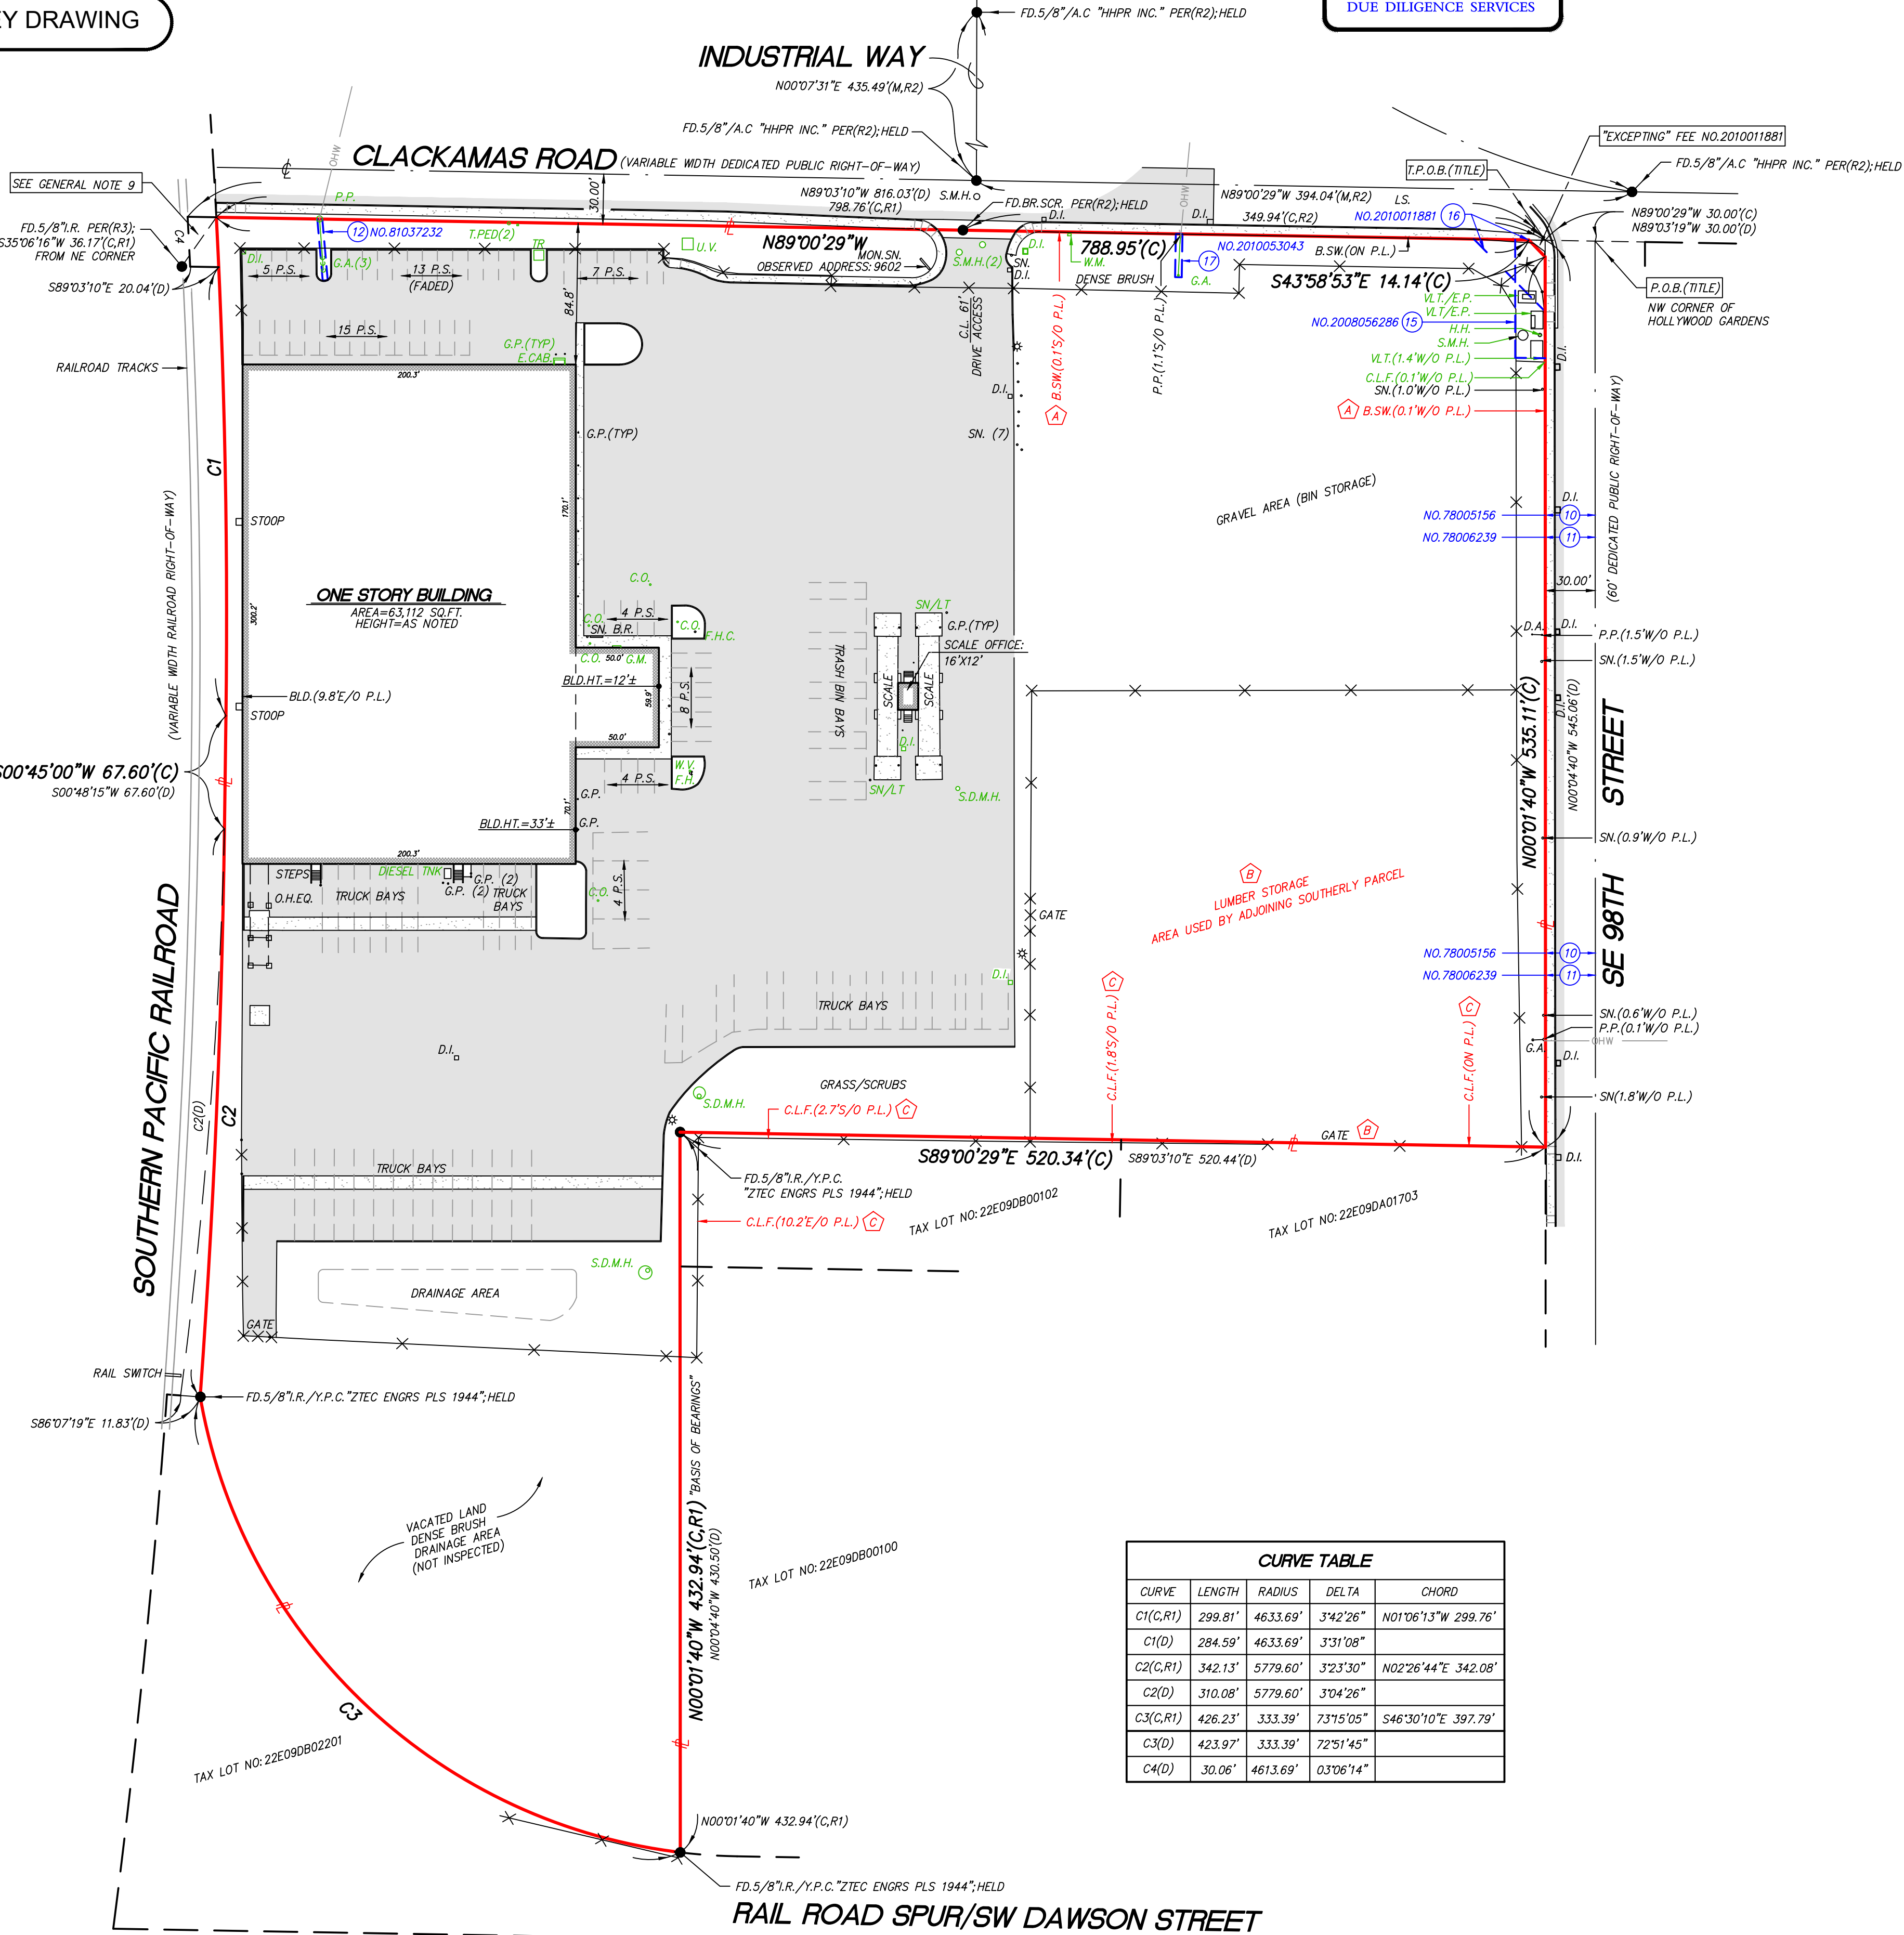 EY DRAWING
DUE DILIGENCE SERVICES
FD.5/8"/A.C "HHPR INC." PER(R2);HELD
INDUSTRIAL WAY
N00°07'31"E 435.49'(M,R2)
FD.5/8"/A.C "HHPR INC." PER(R2);HELD
CLACKAMAS ROAD (VARIABLE WIDTH DEDICATED PUBLIC RIGHT-OF-WAY)
OHW
"EXCEPTING" FEE NO.2010011881
FD.5/8"/A.C "HHPR INC." PER(R2);HELD
T.P.O.B.(TITLE)
SEE GENERAL NOTE 9
FD.5/8"I.R. PER(R3);
S35°06'16"W 36.17'(C,R1)
FROM NE CORNER
C4
S89°03'10"E 20.04'(D)
P.P.
30.00'
N89°03'10"W 816.03'(D)
798.76'(C,R1)
S.M.H.
FD.BR.SCR. PER(R2);HELD
D.I.
OHW
D.I.
N89°00'29"W 394.04'(M,R2)
349.94'(C,R2)
LS.
NO.2010011881 16
N89°00'29"W 30.00'(C)
N89°03'19"W 30.00'(D)
12 NO.81037232
T.PED(2)
TR
U.V.
N89°00'29"W
788.95'(C)
MON.SN.
OBSERVED ADDRESS: 9602
S.M.H.(2)
D.I.
SN.
D.I.
W.M.
NO.2010053043
17
G.A.
B.SW.(ON P.L.)
DENSE BRUSH
S43°58'53"E 14.14'(C)
P.O.B.(TITLE)
NW CORNER OF
HOLLYWOOD GARDENS
D.I.
G.A.(3)
5 P.S.
13 P.S.
(FADED)
7 P.S.
84.8'
15 P.S.
G.P.(TYP)
E.CAB.
C.L. 61'
DRIVE ACCESS
A B.SW.(0.1'S/O P.L.)
P.P.(1.1'S/O P.L.)
VLT./E.P.
VLT/E.P.
NO.2008056286 15
H.H.
S.M.H.
VLT.(1.4'W/O P.L.)
C.L.F.(0.1'W/O P.L.)
SN.(1.0'W/O P.L.)
A B.SW.(0.1'W/O P.L.)
D.I.
RAILROAD TRACKS
200.3'
D.I.
SN. (7)
G.P.(TYP)
C1
170.1'
(VARIABLE WIDTH RAILROAD RIGHT-OF-WAY)
STOOP
GRAVEL AREA (BIN STORAGE)
(60' DEDICATED PUBLIC RIGHT-OF-WAY)
D.I.
NO.78005156 10
NO.78006239 11
30.00'
300.2'
ONE STORY BUILDING
AREA=63,112 SQ.FT.
HEIGHT=AS NOTED
C.O.
4 P.S.
C.O.
SN. B.R.
C.O.
F.H.C.
C.O.
G.M.
50.0'
SN/LT
G.P.(TYP)
SCALE OFFICE:
16'X12'
D.A.
D.I.
P.P.(1.5'W/O P.L.)
SN.(1.5'W/O P.L.)
BLD.HT.=12'±
59.9'
8 P.S.
TRASH BIN BAYS
SCALE
SCALE
D.I.
BLD.(9.8'E/O P.L.)
STOOP
50.0'
W.V.
F.H.
4 P.S.
SN/LT
S.D.M.H.
S00°45'00"W 67.60'(C)
S00°48'15"W 67.60'(D)
G.P.
G.P.
70.1'
BLD.HT.=33'±
N00°01'40"W 535.11'(C)
N00°04'40"W 545.06'(D)
D.I.
SE 98TH STREET
SN.(0.9'W/O P.L.)
200.3'
STEPS
DIESEL TNK
O.H.EQ.
TRUCK BAYS
G.P. (2)
G.P. (2)
TRUCK
BAYS
C.O.
4 P.S.
GATE
B
LUMBER STORAGE
AREA USED BY ADJOINING SOUTHERLY PARCEL
NO.78005156 10
NO.78006239 11
SOUTHERN PACIFIC RAILROAD
D.I.
TRUCK BAYS
C C.L.F.(1.8'S/O P.L.)
C C.L.F.(ON P.L.)
SN.(0.6'W/O P.L.)
P.P.(0.1'W/O P.L.)
OHW
G.A.
D.I.
D.I.
C2(D)
C2
S.D.M.H.
GRASS/SCRUBS
C.L.F.(2.7'S/O P.L.) C
SN(1.8'W/O P.L.)
GATE B
S89°00'29"E 520.34'(C)
S89°03'10"E 520.44'(D)
D.I.
TRUCK BAYS
FD.5/8"I.R./Y.P.C.
"ZTEC ENGRS PLS 1944";HELD
TAX LOT NO: 22E09DB00102
TAX LOT NO: 22E09DA01703
C.L.F.(10.2'E/O P.L.) C
S.D.M.H.
DRAINAGE AREA
GATE
RAIL SWITCH
FD.5/8"I.R./Y.P.C."ZTEC ENGRS PLS 1944";HELD
S86°07'19"E 11.83'(D)
N00°01'40"W 432.94'(C,R1) "BASIS OF BEARINGS"
N00°04'40"W 430.50'(D)
VACATED LAND
DENSE BRUSH
DRAINAGE AREA
(NOT INSPECTED)
TAX LOT NO: 22E09DB00100
C3
TAX LOT NO: 22E09DB02201
N00°01'40"W 432.94'(C,R1)
FD.5/8"I.R./Y.P.C."ZTEC ENGRS PLS 1944";HELD
RAIL ROAD SPUR/SW DAWSON STREET
CURVE TABLE
CURVE LENGTH RADIUS DELTA CHORD
C1(C,R1) 299.81' 4633.69' 3°42'26" N01°06'13"W 299.76'
C1(D) 284.59' 4633.69' 3°31'08"
C2(C,R1) 342.13' 5779.60' 3°23'30" N02°26'44"E 342.08'
C2(D) 310.08' 5779.60' 3°04'26"
C3(C,R1) 426.23' 333.39' 73°15'05" S46°30'10"E 397.79'
C3(D) 423.97' 333.39' 72°51'45"
C4(D) 30.06' 4613.69' 03°06'14"